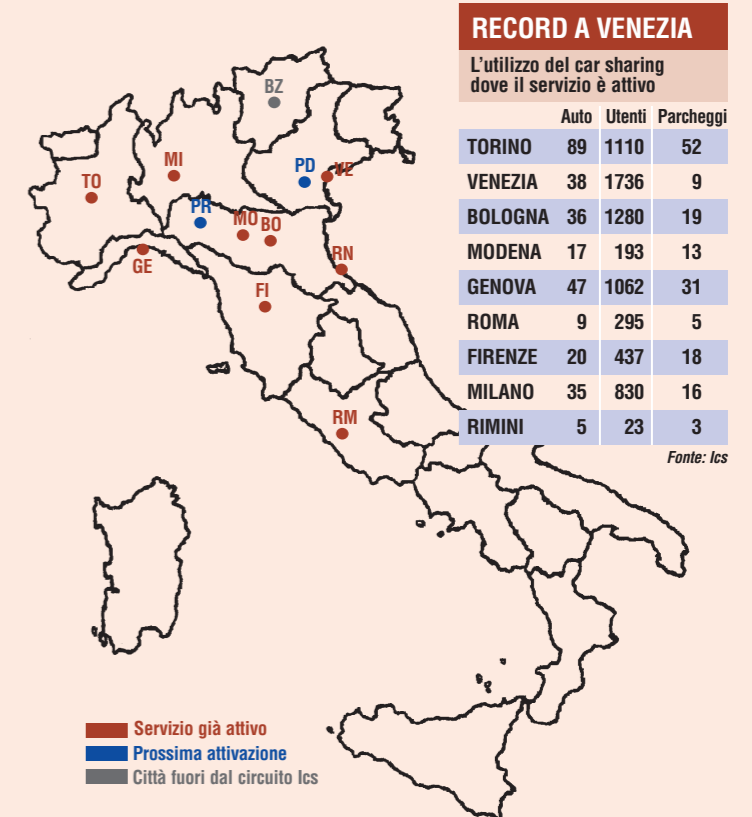 RECORD A VENEZIA
L'utilizzo del car sharing
dove il servizio è attivo
Auto Utenti Parcheggi
TORINO 89 1110 52
VENEZIA 38 1736 9
BOLOGNA 36 1280 19
MODENA 17 193 13
GENOVA 47 1062 31
ROMA 9 295 5
FIRENZE 20 437 18
MILANO 35 830 16
RIMINI 5 23 3
Fonte: Ics
BZ
MI
PD
VE
TO
PR
MO
BO
RN
GE
FI
RM
Servizio già attivo
Prossima attivazione
Città fuori dal circuito Ics